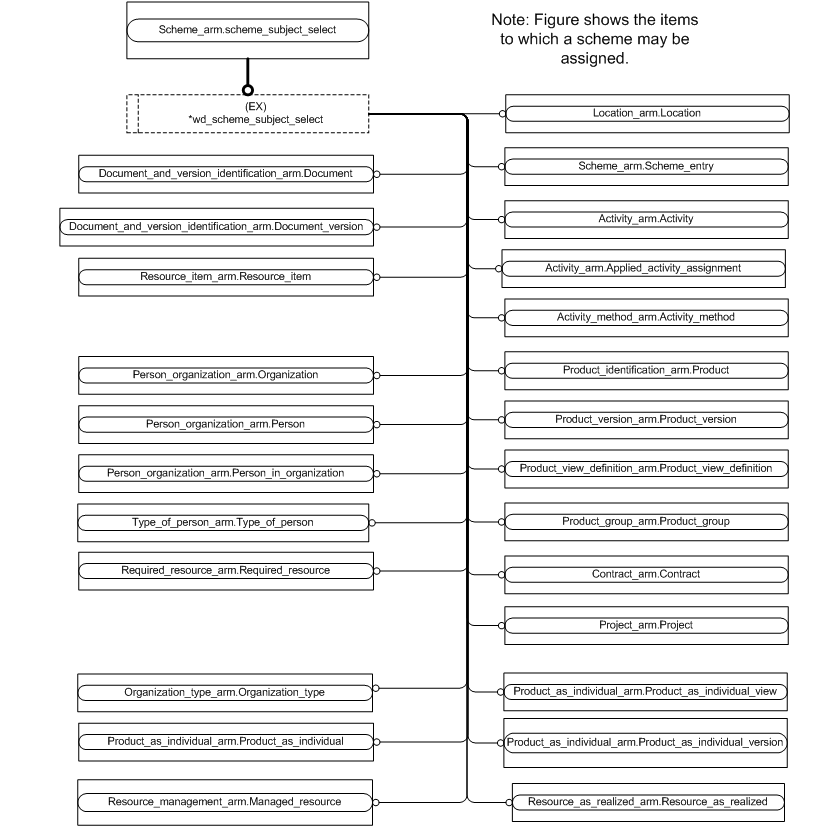 Scheme_arm.scheme_subject_select
Note: Figure shows the items
to which a scheme may be
assigned.
(EX)
*wd_scheme_subject_select
Document_and_version_identification_arm.Document
Document_and_version_identification_arm.Document_version
Resource_item_arm.Resource_item
Person_organization_arm.Organization
Person_organization_arm.Person
Person_organization_arm.Person_in_organization
Type_of_person_arm.Type_of_person
Required_resource_arm.Required_resource
Organization_type_arm.Organization_type
Product_as_individual_arm.Product_as_individual
Resource_management_arm.Managed_resource
Location_arm.Location
Scheme_arm.Scheme_entry
Activity_arm.Activity
Activity_arm.Applied_activity_assignment
Activity_method_arm.Activity_method
Product_identification_arm.Product
Product_version_arm.Product_version
Product_view_definition_arm.Product_view_definition
Product_group_arm.Product_group
Contract_arm.Contract
Project_arm.Project
Product_as_individual_arm.Product_as_individual_view
Product_as_individual_arm.Product_as_individual_version
Resource_as_realized_arm.Resource_as_realized